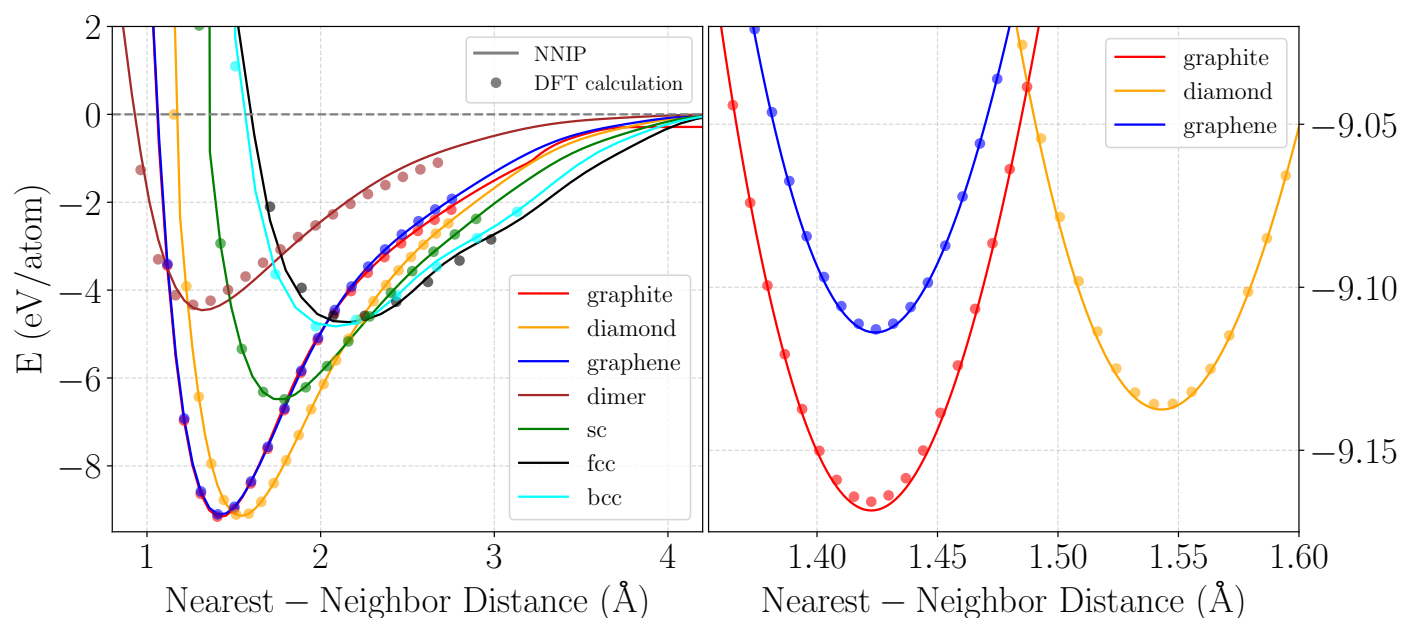 2
0
−2
−4
−6
−8
E (eV/atom)
1
2
3
4
Nearest − Neighbor Distance (Å)
NNIP
DFT calculation
graphite
diamond
graphene
dimer
sc
fcc
bcc
graphite
diamond
graphene
−9.05
−9.10
−9.15
1.40
1.45
1.50
1.55
1.60
Nearest − Neighbor Distance (Å)